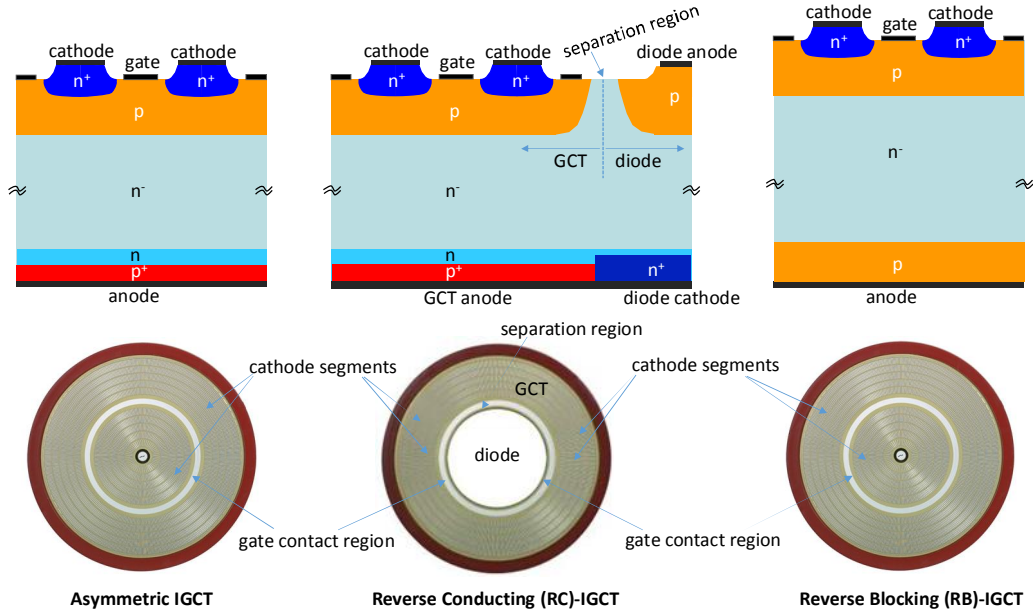 cathode
cathode
gate
n+
n+
p
n-
n
p+
anode
cathode
cathode
gate
separation region
diode anode
n+
n+
p
p
GCT
diode
n-
n
p+
n+
GCT anode
diode cathode
cathode
cathode
gate
n+
n+
p
n-
p
anode
separation region
cathode segments
GCT
cathode segments
diode
gate contact region
gate contact region
Asymmetric IGCT
Reverse Conducting (RC)-IGCT
Reverse Blocking (RB)-IGCT